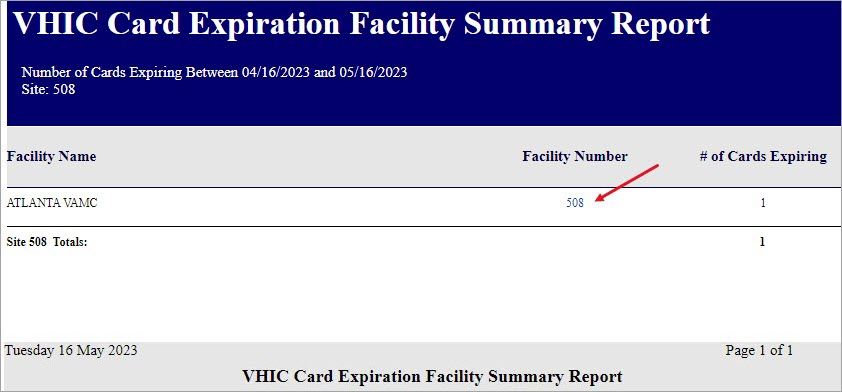 VHIC Card Expiration Facility Summary Report
Number of Cards Expiring Between 04/16/2023 and 05/16/2023
Site: 508
Facility Name Facility Number # of Cards Expiring
ATLANTA VAMC 508 1
Site 508 Totals: 1
Tuesday 16 May 2023 Page 1 of 1
VHIC Card Expiration Facility Summary Report